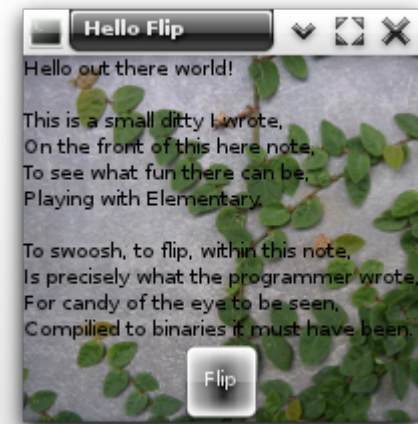 Hello Flip
Hello out there world!
This is a small ditty I wrote,
On the front of this here note,
To see what fun there can be,
Playing with Elementary.
To swoosh, to flip, within this note,
Is precisely what the programmer wrote,
For candy of the eye to be seen,
Compilied to binaries it must have been.
Flip